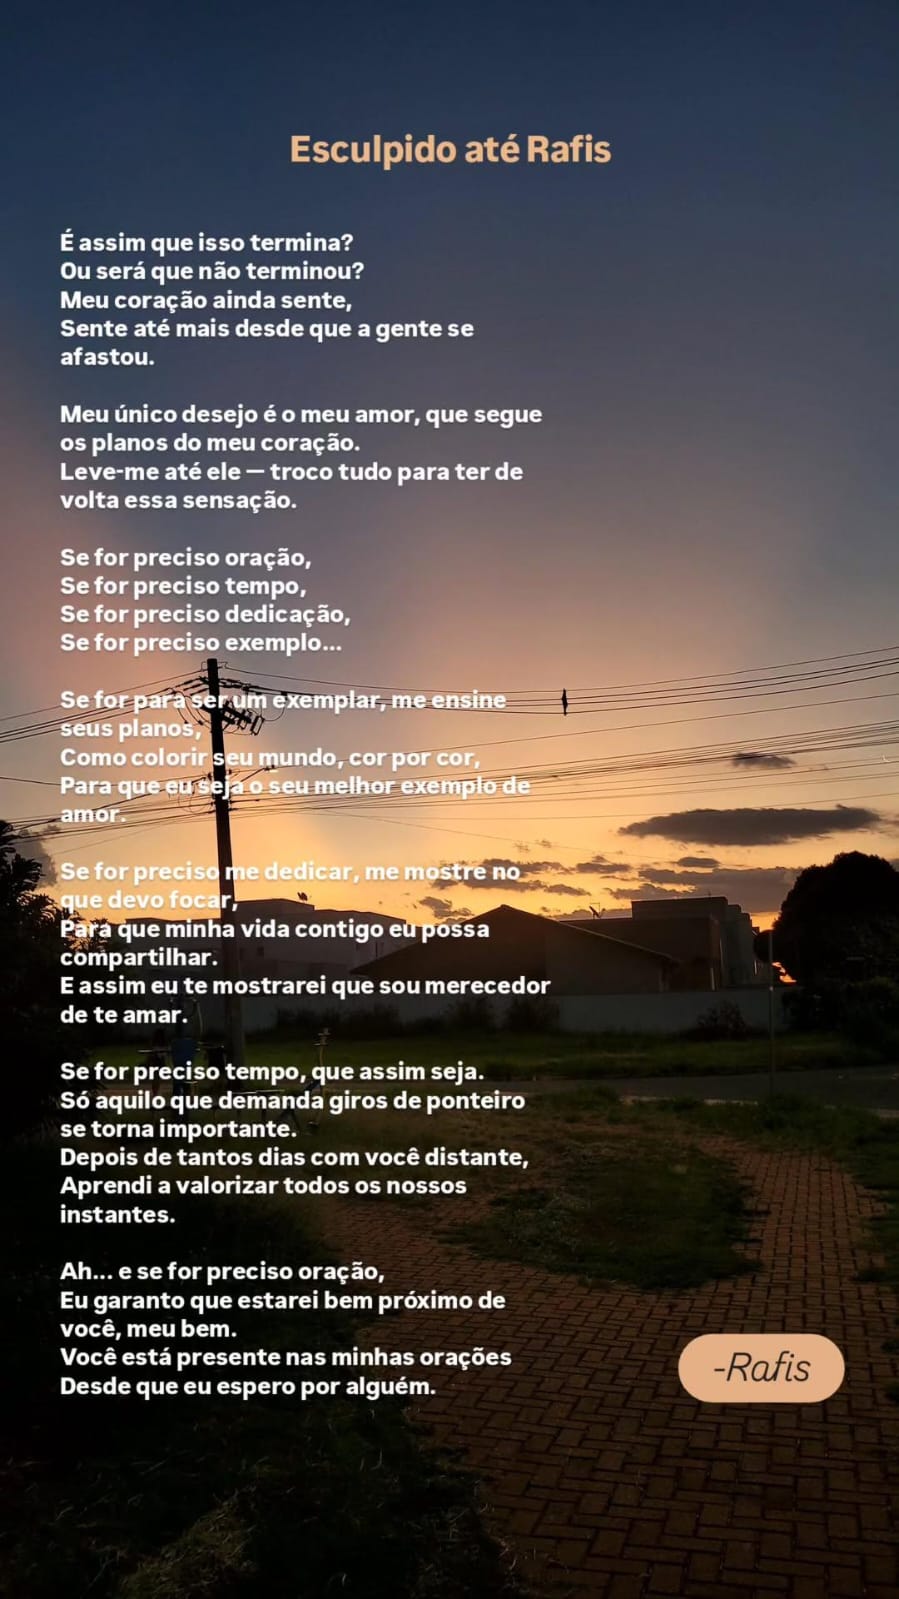 Esculpido até Rafis
É assim que isso termina?
Ou será que não terminou?
Meu coração ainda sente,
Sente até mais desde que a gente se
afastou.
Meu único desejo é o meu amor, que segue
os planos do meu coração.
Leve-me até ele — troco tudo para ter de
volta essa sensação.
Se for preciso oração,
Se for preciso tempo,
Se for preciso dedicação,
Se for preciso exemplo...
Se for para ser um exemplar, me ensine
seus planos,
Como colorir seu mundo, cor por cor,
Para que eu seja o seu melhor exemplo de
amor.
Se for preciso me dedicar, me mostre no
que devo focar,
Para que minha vida contigo eu possa
compartilhar.
E assim eu te mostrarei que sou merecedor
de te amar.
Se for preciso tempo, que assim seja.
Só aquilo que demanda giros de ponteiro
se torna importante.
Depois de tantos dias com você distante,
Aprendi a valorizar todos os nossos
instantes.
Ah... e se for preciso oração,
Eu garanto que estarei bem próximo de
você, meu bem.
Você está presente nas minhas orações
Desde que eu espero por alguém.
-Rafis